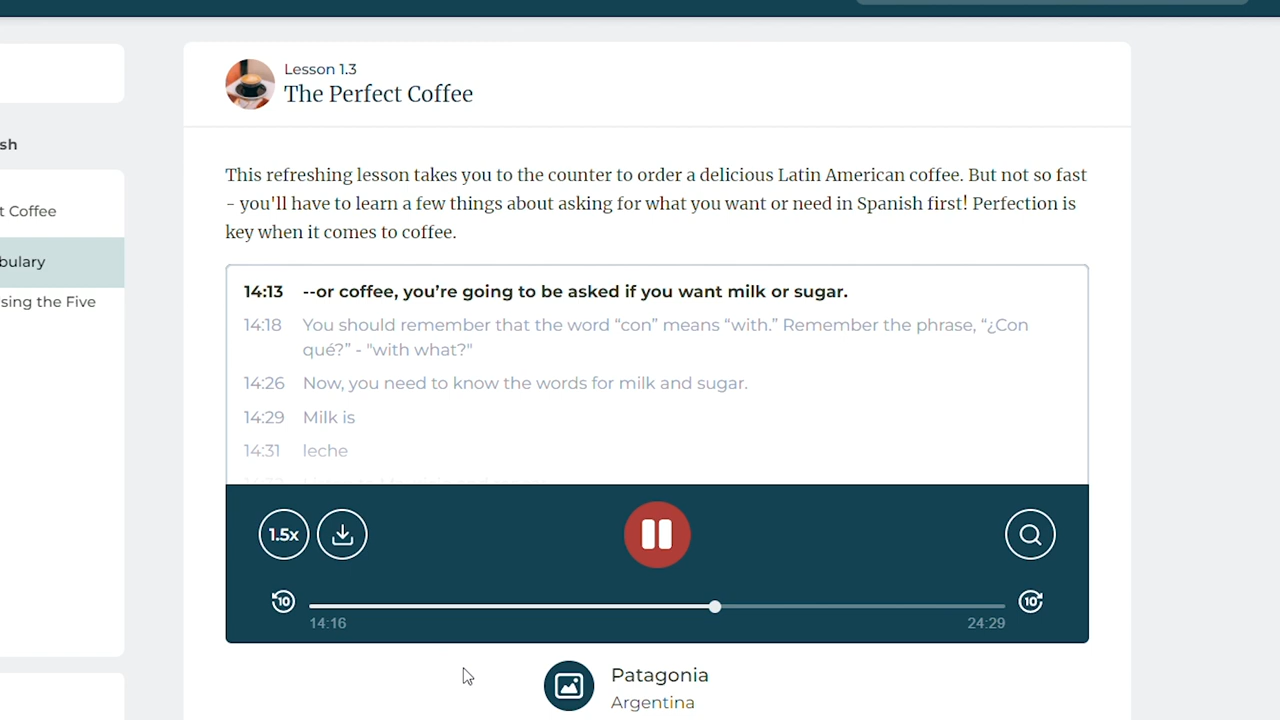 Lesson 1.3
The Perfect Coffee
sh
t Coffee
bulary
sing the Five
This refreshing lesson takes you to the counter to order a delicious Latin American coffee. But not so fast
- you'll have to learn a few things about asking for what you want or need in Spanish first! Perfection is
key when it comes to coffee.
14:13 --or coffee, you’re going to be asked if you want milk or sugar.
14:18 You should remember that the word “con” means “with.” Remember the phrase, “¿Con
qué?” - "with what?"
14:26 Now, you need to know the words for milk and sugar.
14:29 Milk is
14:31 leche
1.5x
10
10
14:16
24:29
Patagonia
Argentina